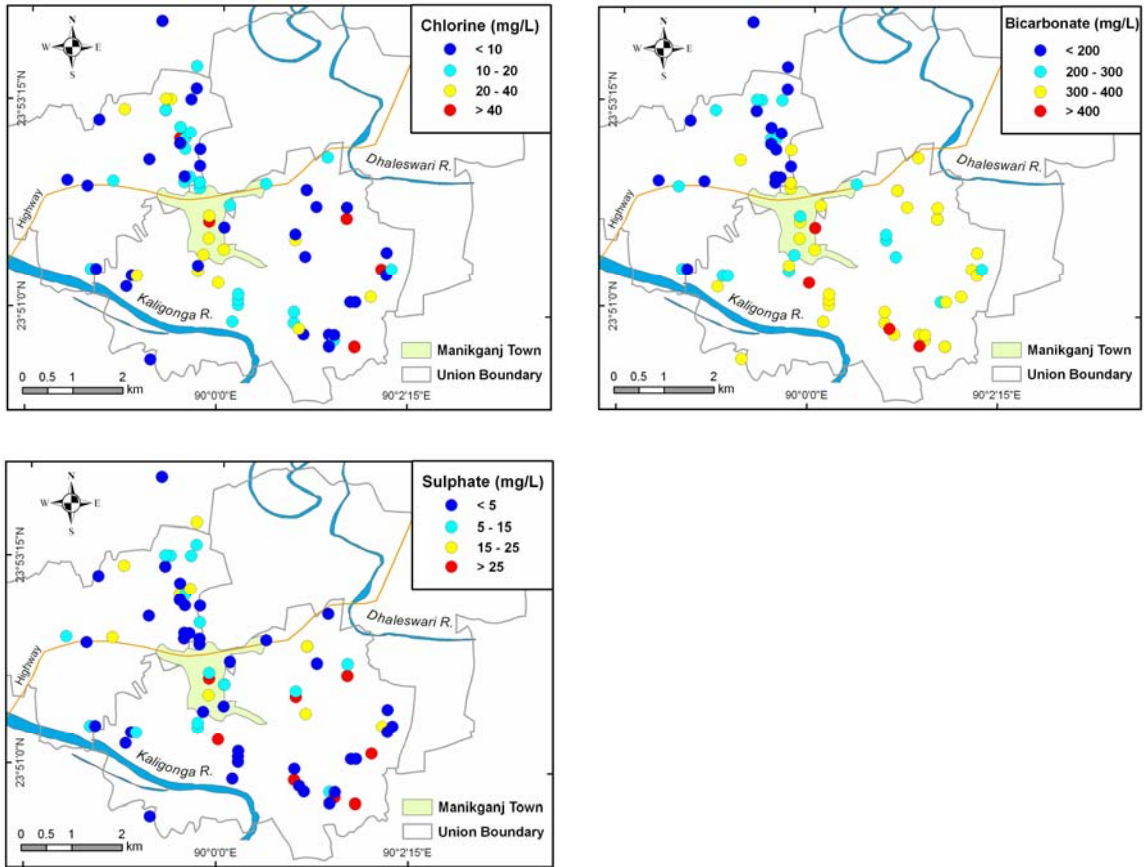 Chlorine (mg/L)
< 10
10 - 20
20 - 40
> 40
N
W E
S
23°53'15"N
23°51'0"N
Highway
Dhaleswari R.
Kaligonga R.
Manikganj Town
Union Boundary
0 0.5 1 2
km
90°0'0"E
90°2'15"E
Bicarbonate (mg/L)
< 200
200 - 300
300 - 400
> 400
N
W E
S
23°53'15"N
23°51'0"N
Highway
Dhaleswari R.
Kaligonga R.
Manikganj Town
Union Boundary
0 0.5 1 2
km
90°0'0"E
90°2'15"E
Sulphate (mg/L)
< 5
5 - 15
15 - 25
> 25
N
W E
S
23°53'15"N
23°51'0"N
Highway
Dhaleswari R.
Kaligonga R.
Manikganj Town
Union Boundary
0 0.5 1 2
km
90°0'0"E
90°2'15"E